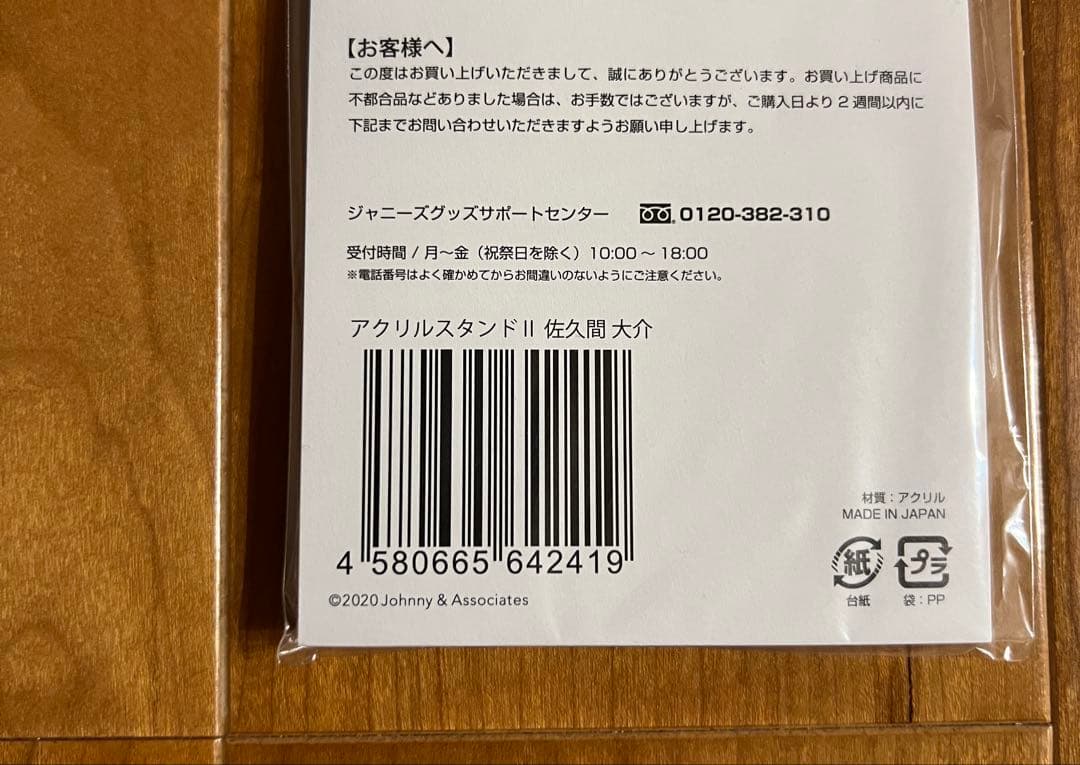 【お客様へ】
この度はお買い上げいただきまして、誠にありがとうございます。お買い上げ商品に
不都合品などありました場合は、お手数ではございますが、ご購入日より2週間以内に
下記までお問い合わせいただきますようお願い申し上げます。
ジャニーズグッズサポートセンター 0120-382-310
受付時間 / 月〜金（祝祭日を除く）10:00 〜 18:00
※電話番号はよく確かめてからお間違いのないようにご注意ください。
アクリルスタンドⅡ 佐久間 大介
4 580665 642419
©2020 Johnny & Associates
材質：アクリル
MADE IN JAPAN
紙 プラ
台紙 袋：PP